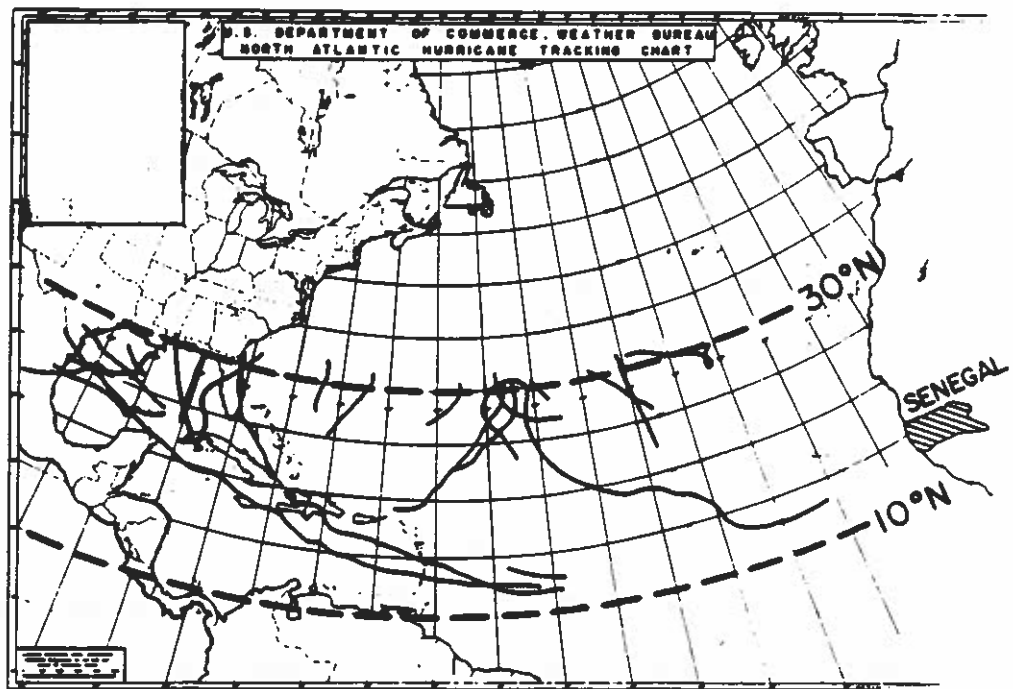 U.S. DEPARTMENT OF COMMERCE, WEATHER BUREAU
NORTH ATLANTIC HURRICANE TRACKING CHART
30°N
SENEGAL
10°N